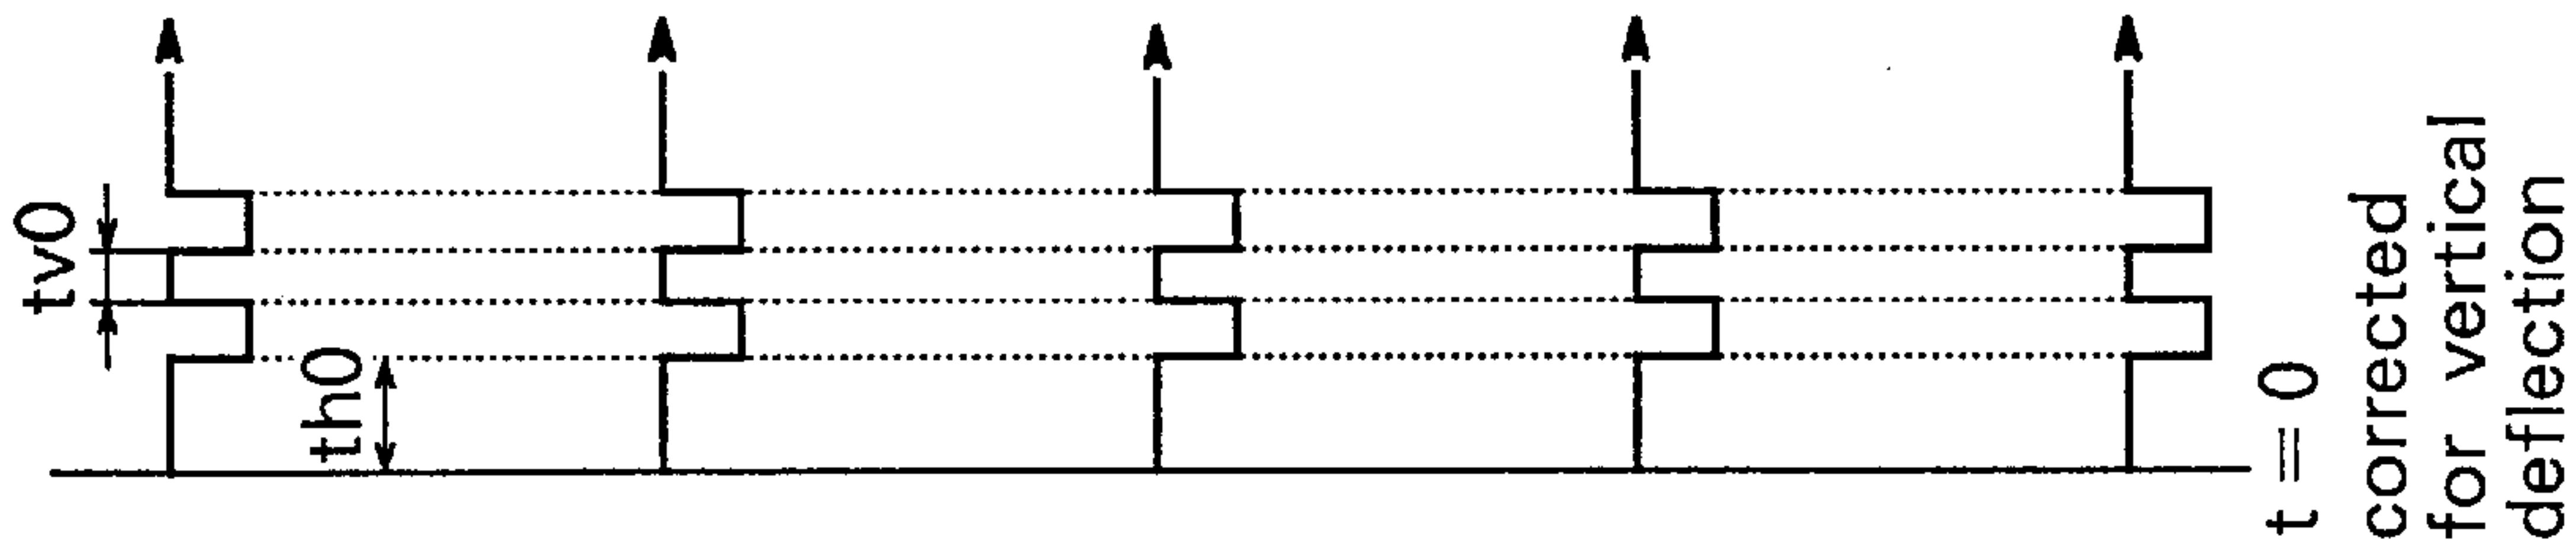 tv0
th0
t = 0
corrected
for vertical
deflection